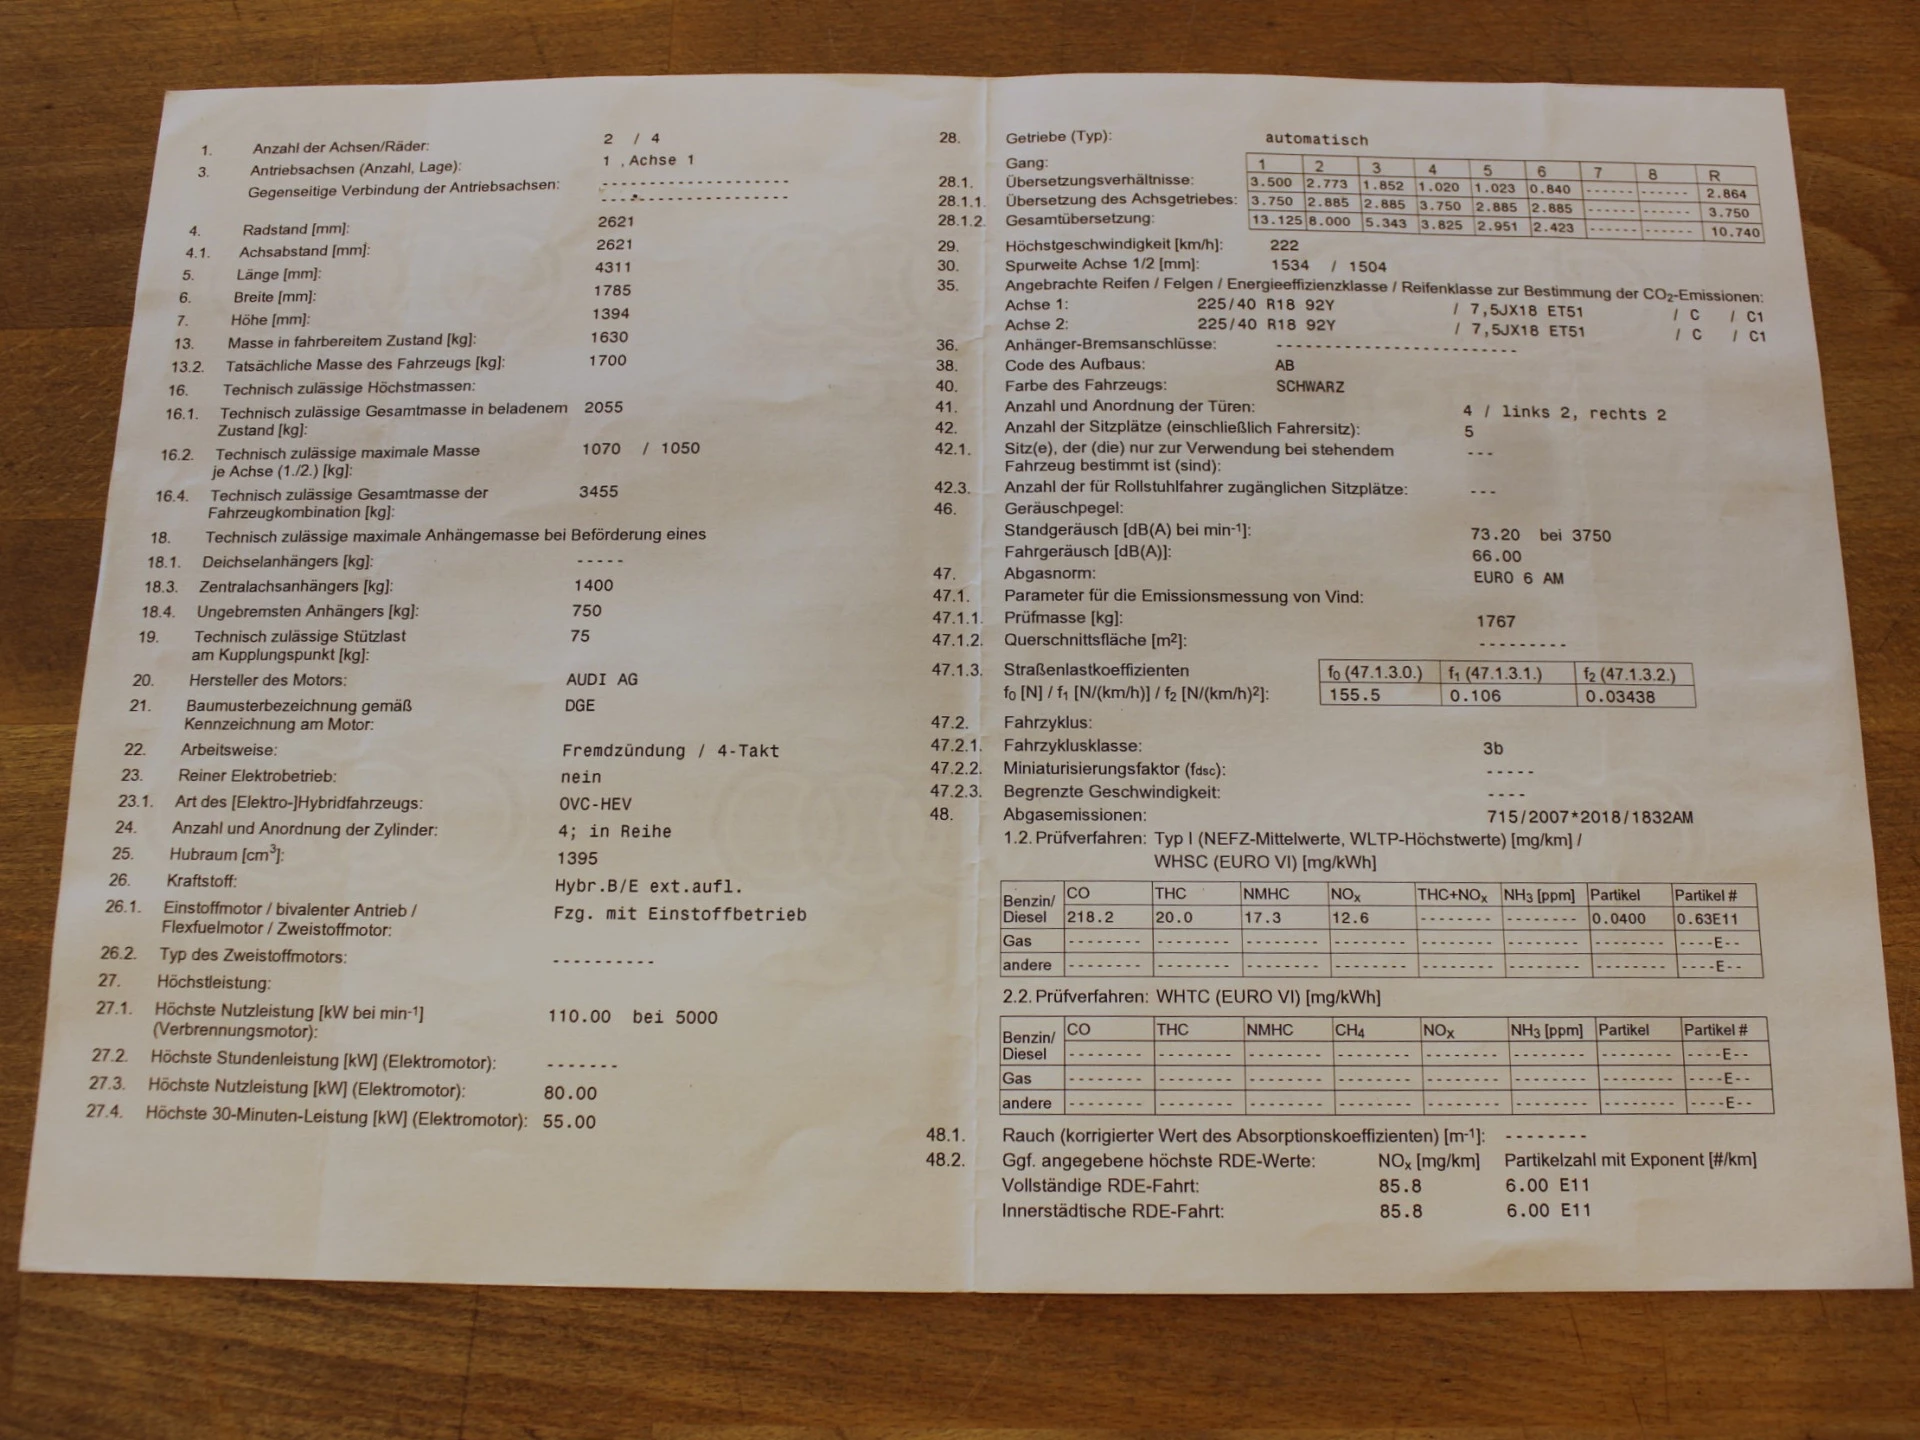 1. Anzahl der Achsen/Räder: 2 / 4
3. Antriebsachsen (Anzahl, Lage): 1 , Achse 1
Gegenseitige Verbindung der Antriebsachsen: -------------------
-------------------
4. Radstand [mm]: 2621
4.1. Achsabstand [mm]: 2621
5. Länge [mm]: 4311
6. Breite [mm]: 1785
7. Höhe [mm]: 1394
13. Masse in fahrbereitem Zustand [kg]: 1630
13.2. Tatsächliche Masse des Fahrzeugs [kg]: 1700
16. Technisch zulässige Höchstmassen:
16.1. Technisch zulässige Gesamtmasse in beladenem 2055
Zustand [kg]:
16.2. Technisch zulässige maximale Masse 1070 / 1050
je Achse (1./2.) [kg]:
16.4. Technisch zulässige Gesamtmasse der 3455
Fahrzeugkombination [kg]:
18. Technisch zulässige maximale Anhängemasse bei Beförderung eines
18.1. Deichselanhängers [kg]: -----
18.3. Zentralachsanhängers [kg]: 1400
18.4. Ungebremsten Anhängers [kg]: 750
19. Technisch zulässige Stützlast 75
am Kupplungspunkt [kg]:
20. Hersteller des Motors: AUDI AG
21. Baumusterbezeichnung gemäß DGE
Kennzeichnung am Motor:
22. Arbeitsweise: Fremdzündung / 4-Takt
23. Reiner Elektrobetrieb: nein
23.1. Art des [Elektro-]Hybridfahrzeugs: OVC-HEV
24. Anzahl und Anordnung der Zylinder: 4; in Reihe
25. Hubraum [cm³]: 1395
26. Kraftstoff: Hybr.B/E ext.aufl.
26.1. Einstoffmotor / bivalenter Antrieb / Fzg. mit Einstoffbetrieb
Flexfuelmotor / Zweistoffmotor:
26.2. Typ des Zweistoffmotors: ----------
27. Höchstleistung:
27.1. Höchste Nutzleistung [kW bei min-1] 110.00 bei 5000
(Verbrennungsmotor):
27.2. Höchste Stundenleistung [kW] (Elektromotor): -------
27.3. Höchste Nutzleistung [kW] (Elektromotor): 80.00
27.4. Höchste 30-Minuten-Leistung [kW] (Elektromotor): 55.00
28. Getriebe (Typ): automatisch
Gang: 1 2 3 4 5 6 7 8 R
28.1. Übersetzungsverhältnisse: 3.500 2.773 1.852 1.020 1.023 0.840 ------ ------ 2.864
28.1.1. Übersetzung des Achsgetriebes: 3.750 2.885 2.885 3.750 2.885 2.885 ------ ------ 3.750
28.1.2. Gesamtübersetzung: 13.125 8.000 5.343 3.825 2.951 2.423 ------ ------ 10.740
29. Höchstgeschwindigkeit [km/h]: 222
30. Spurweite Achse 1/2 [mm]: 1534 / 1504
35. Angebrachte Reifen / Felgen / Energieeffizienzklasse / Reifenklasse zur Bestimmung der CO2-Emissionen:
Achse 1: 225/40 R18 92Y / 7,5JX18 ET51 / C / C1
Achse 2: 225/40 R18 92Y / 7,5JX18 ET51 / C / C1
36. Anhänger-Bremsanschlüsse: ------------------------
38. Code des Aufbaus: AB
40. Farbe des Fahrzeugs: SCHWARZ
41. Anzahl und Anordnung der Türen: 4 / links 2, rechts 2
42. Anzahl der Sitzplätze (einschließlich Fahrersitz): 5
42.1. Sitz(e), der (die) nur zur Verwendung bei stehendem ---
Fahrzeug bestimmt ist (sind):
42.3. Anzahl der für Rollstuhlfahrer zugänglichen Sitzplätze: ---
46. Geräuschpegel:
Standgeräusch [dB(A) bei min-1]: 73.20 bei 3750
Fahrgeräusch [dB(A)]: 66.00
47. Abgasnorm: EURO 6 AM
47.1. Parameter für die Emissionsmessung von Vind:
47.1.1. Prüfmasse [kg]: 1767
47.1.2. Querschnittsfläche [m²]: ---------
47.1.3. Straßenlastkoeffizienten f0 (47.1.3.0.) f1 (47.1.3.1.) f2 (47.1.3.2.)
f0 [N] / f1 [N/(km/h)] / f2 [N/(km/h)²]: 155.5 0.106 0.03438
47.2. Fahrzyklus:
47.2.1. Fahrzyklusklasse: 3b
47.2.2. Miniaturisierungsfaktor (fdsc): -----
47.2.3. Begrenzte Geschwindigkeit: ----
48. Abgasemissionen: 715/2007*2018/1832AM
1.2. Prüfverfahren: Typ I (NEFZ-Mittelwerte, WLTP-Höchstwerte) [mg/km] /
WHSC (EURO VI) [mg/kWh]
Benzin/ CO THC NMHC NOx THC+NOx NH3 [ppm] Partikel Partikel #
Diesel 218.2 20.0 17.3 12.6 -------- -------- 0.0400 0.63E11
Gas -------- -------- -------- -------- -------- -------- -------- ----E--
andere -------- -------- -------- -------- -------- -------- -------- ----E--
2.2. Prüfverfahren: WHTC (EURO VI) [mg/kWh]
Benzin/ CO THC NMHC CH4 NOx NH3 [ppm] Partikel Partikel #
Diesel -------- -------- -------- -------- -------- -------- -------- ----E--
Gas -------- -------- -------- -------- -------- -------- -------- ----E--
andere -------- -------- -------- -------- -------- -------- -------- ----E--
48.1. Rauch (korrigierter Wert des Absorptionskoeffizienten) [m-1]: --------
48.2. Ggf. angegebene höchste RDE-Werte: NOx [mg/km] Partikelzahl mit Exponent [#/km]
Vollständige RDE-Fahrt: 85.8 6.00 E11
Innerstädtische RDE-Fahrt: 85.8 6.00 E11